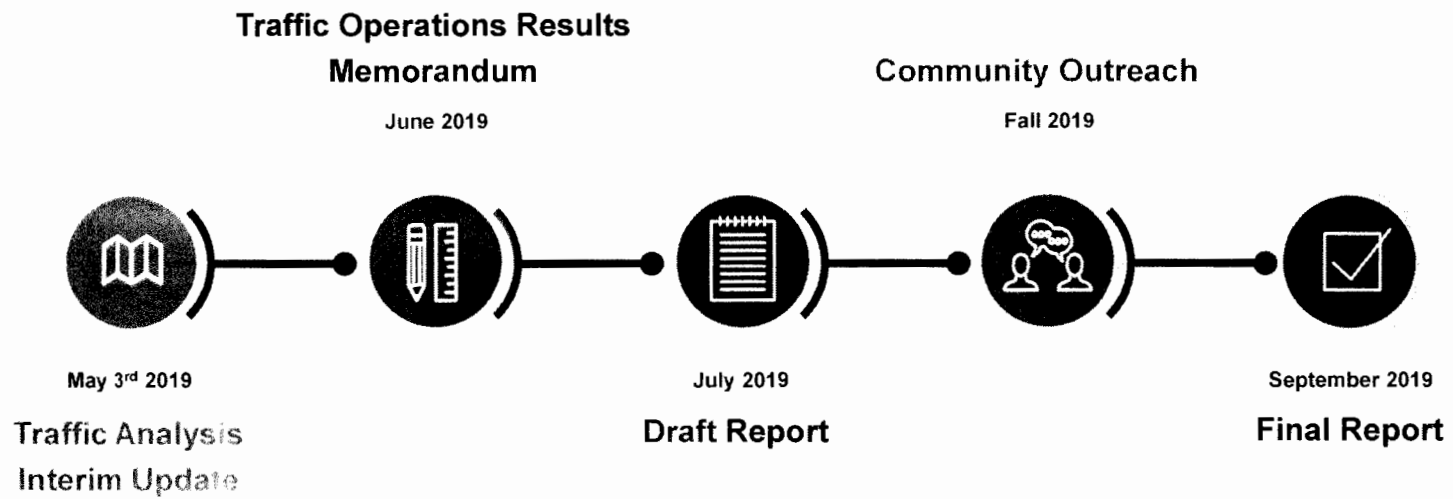 Traffic Operations Results
Memorandum
June 2019
Community Outreach
Fall 2019
May 3rd 2019
Traffic Analysis
Interim Update
July 2019
Draft Report
September 2019
Final Report